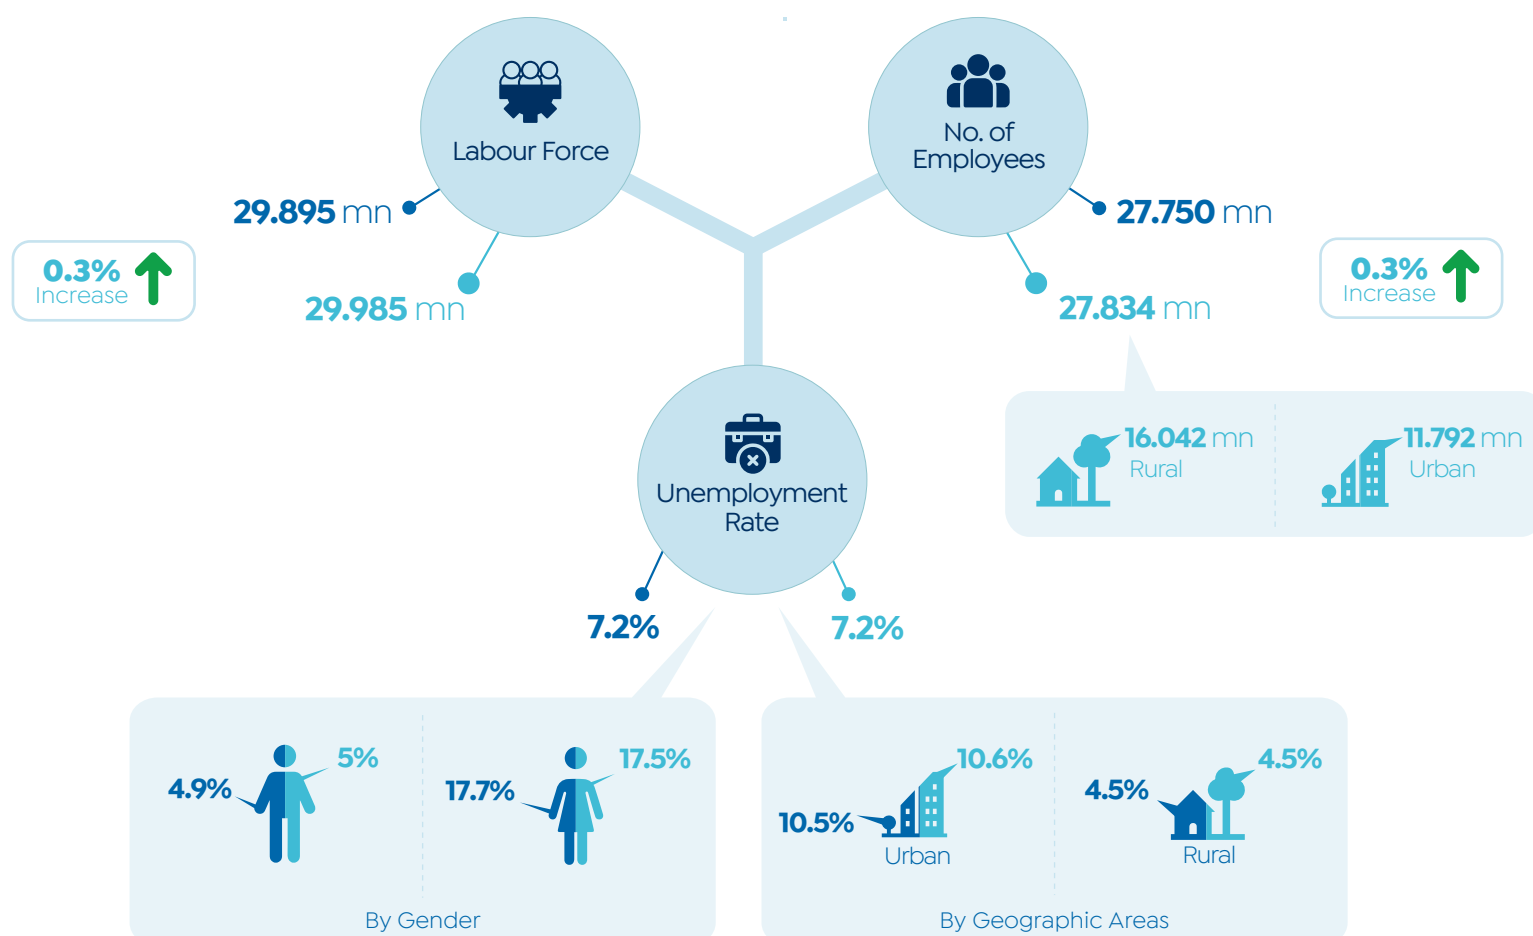 Labour Force
No. of
Employees
29.895 mn
27.750 mn
0.3%
Increase
29.985 mn
27.834 mn
0.3%
Increase
16.042 mn
Rural
11.792 mn
Urban
Unemployment
Rate
7.2%
7.2%
4.9%
5%
17.7%
17.5%
By Gender
10.5%
10.6%
Urban
4.5%
4.5%
Rural
By Geographic Areas